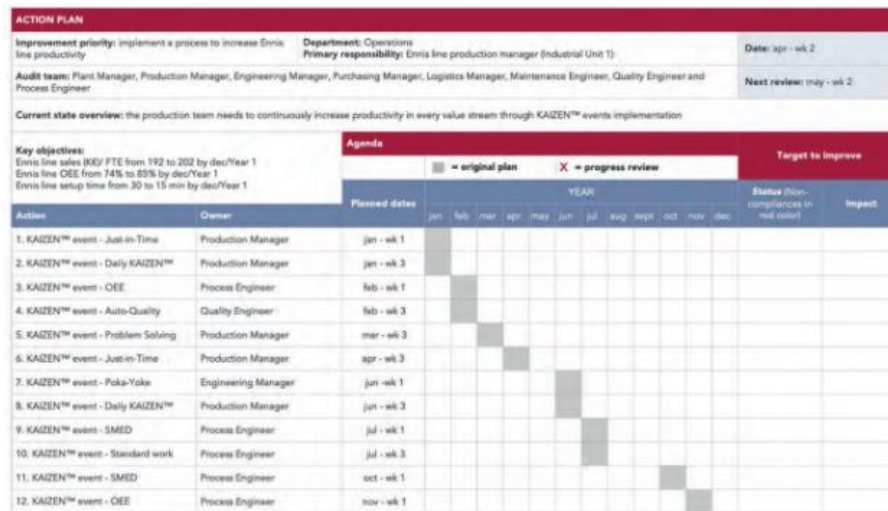 ACTION PLAN
Improvement priority: implement a process to increase Ennis
line productivity
Department: Operations
Primary responsibility: Ennis line production manager (Industrial Unit 1)
Date: apr - wk 2
Audit team: Plant Manager, Production Manager, Engineering Manager, Purchasing Manager, Logistics Manager, Maintenance Engineer, Quality Engineer and
Process Engineer
Next review: may - wk 2
Current state overview: the production team needs to continuously increase productivity in every value stream through KAIZEN™ events implementation
Key objectives:
Ennis line sales (K€)/ FTE from 192 to 202 by dec/Year 1
Ennis line OEE from 74% to 85% by dec/Year 1
Ennis line setup time from 30 to 15 min by dec/Year 1
Agenda
= original plan X = progress review
Target to improve
Action Owner Planned dates
YEAR
jan feb mar apr may jun jul aug sept oct nov dec
Status (Non-
compliances in
red color)
Impact
1. KAIZEN™ event - Just-in-Time Production Manager jan - wk 1
2. KAIZEN™ event - Daily KAIZEN™ Production Manager jan - wk 3
3. KAIZEN™ event - OEE Process Engineer feb - wk 1
4. KAIZEN™ event - Auto-Quality Quality Engineer feb - wk 3
5. KAIZEN™ event - Problem Solving Production Manager mar - wk 3
6. KAIZEN™ event - Just-in-Time Production Manager apr - wk 3
7. KAIZEN™ event - Poka-Yoke Engineering Manager jun -wk 1
8. KAIZEN™ event - Daily KAIZEN™ Production Manager jun - wk 3
9. KAIZEN™ event - SMED Process Engineer jul - wk 1
10. KAIZEN™ event - Standard work Process Engineer jul - wk 3
11. KAIZEN™ event - SMED Process Engineer oct - wk 1
12. KAIZEN™ event - OEE Process Engineer nov - wk 1